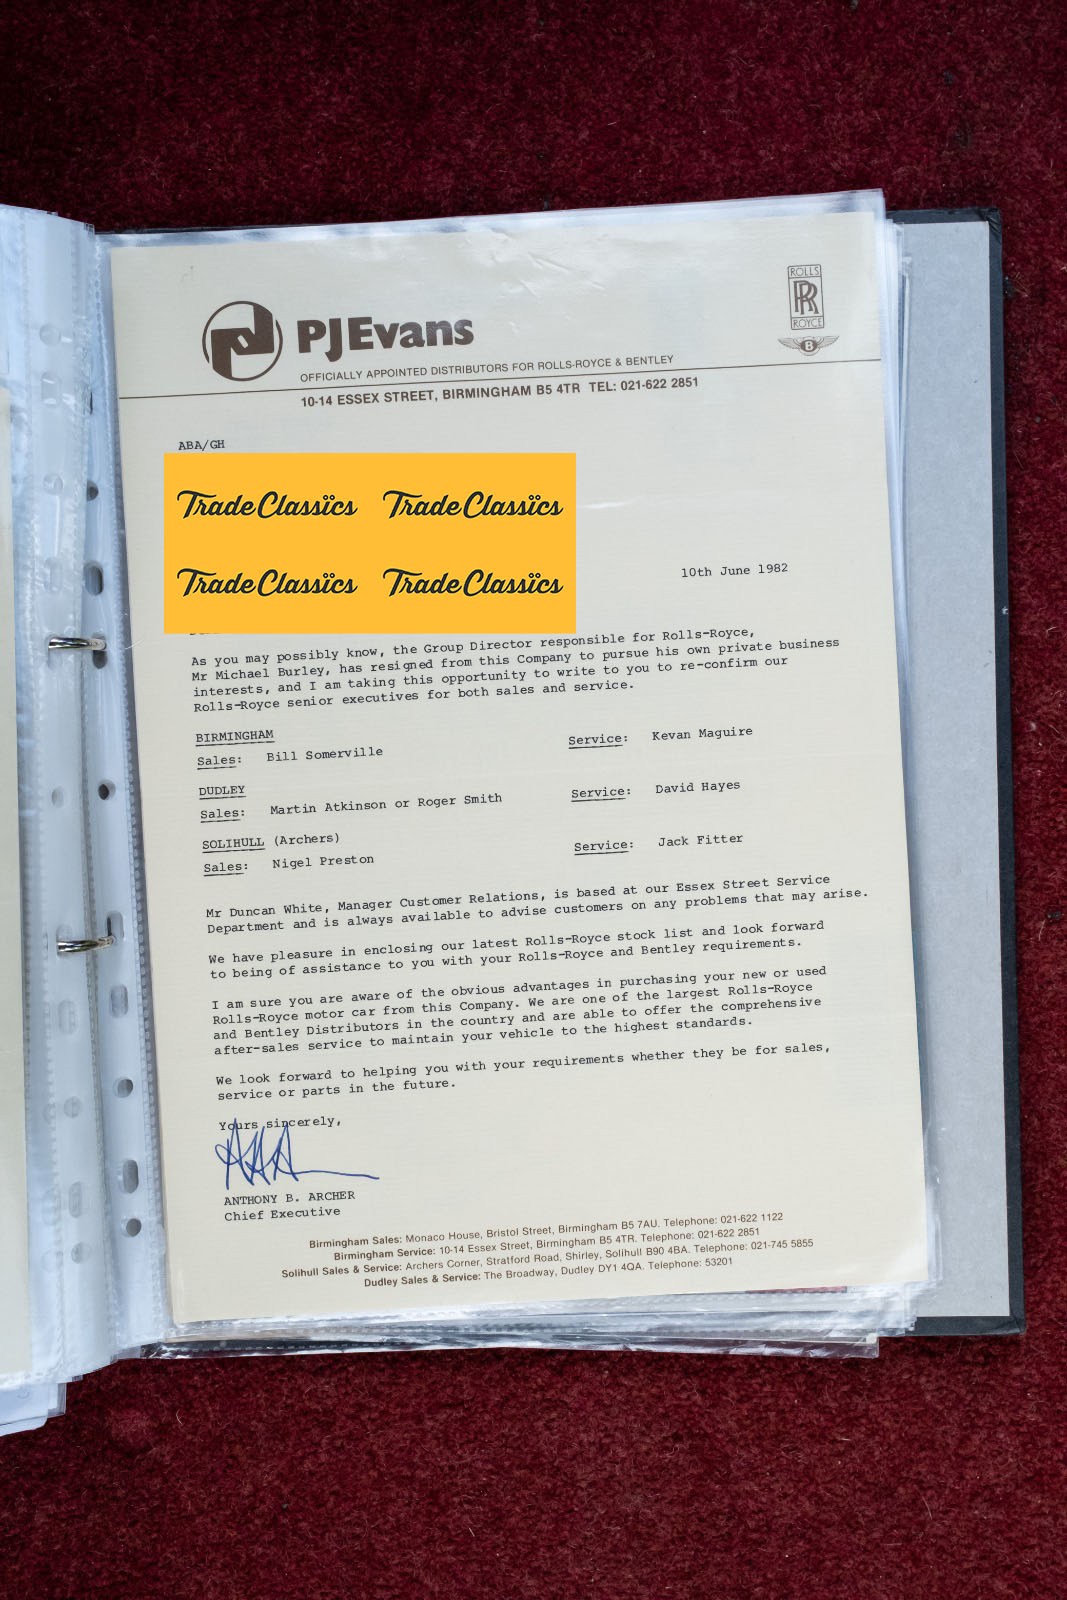 PJEvans
ROLLS
RR
ROYCE
B
OFFICIALLY APPOINTED DISTRIBUTORS FOR ROLLS-ROYCE & BENTLEY
10-14 ESSEX STREET, BIRMINGHAM B5 4TR TEL: 021-622 2851
ABA/GH
Trade Classics Trade Classics
Trade Classics Trade Classics
10th June 1982
As you may possibly know, the Group Director responsible for Rolls-Royce,
Mr Michael Burley, has resigned from this Company to pursue his own private business
interests, and I am taking this opportunity to write to you to re-confirm our
Rolls-Royce senior executives for both sales and service.
BIRMINGHAM
Sales: Bill Somerville Service: Kevan Maguire
DUDLEY
Sales: Martin Atkinson or Roger Smith Service: David Hayes
SOLIHULL (Archers)
Sales: Nigel Preston Service: Jack Fitter
Mr Duncan White, Manager Customer Relations, is based at our Essex Street Service
Department and is always available to advise customers on any problems that may arise.
We have pleasure in enclosing our latest Rolls-Royce stock list and look forward
to being of assistance to you with your Rolls-Royce and Bentley requirements.
I am sure you are aware of the obvious advantages in purchasing your new or used
Rolls-Royce motor car from this Company. We are one of the largest Rolls-Royce
and Bentley Distributors in the country and are able to offer the comprehensive
after-sales service to maintain your vehicle to the highest standards.
We look forward to helping you with your requirements whether they be for sales,
service or parts in the future.
Yours sincerely,
ANTHONY B. ARCHER
Chief Executive
Birmingham Sales: Monaco House, Bristol Street, Birmingham B5 7AU. Telephone: 021-622 1122
Birmingham Service: 10-14 Essex Street, Birmingham B5 4TR. Telephone: 021-622 2851
Solihull Sales & Service: Archers Corner, Stratford Road, Shirley, Solihull B90 4BA. Telephone: 021-745 5855
Dudley Sales & Service: The Broadway, Dudley DY1 4QA. Telephone: 53201